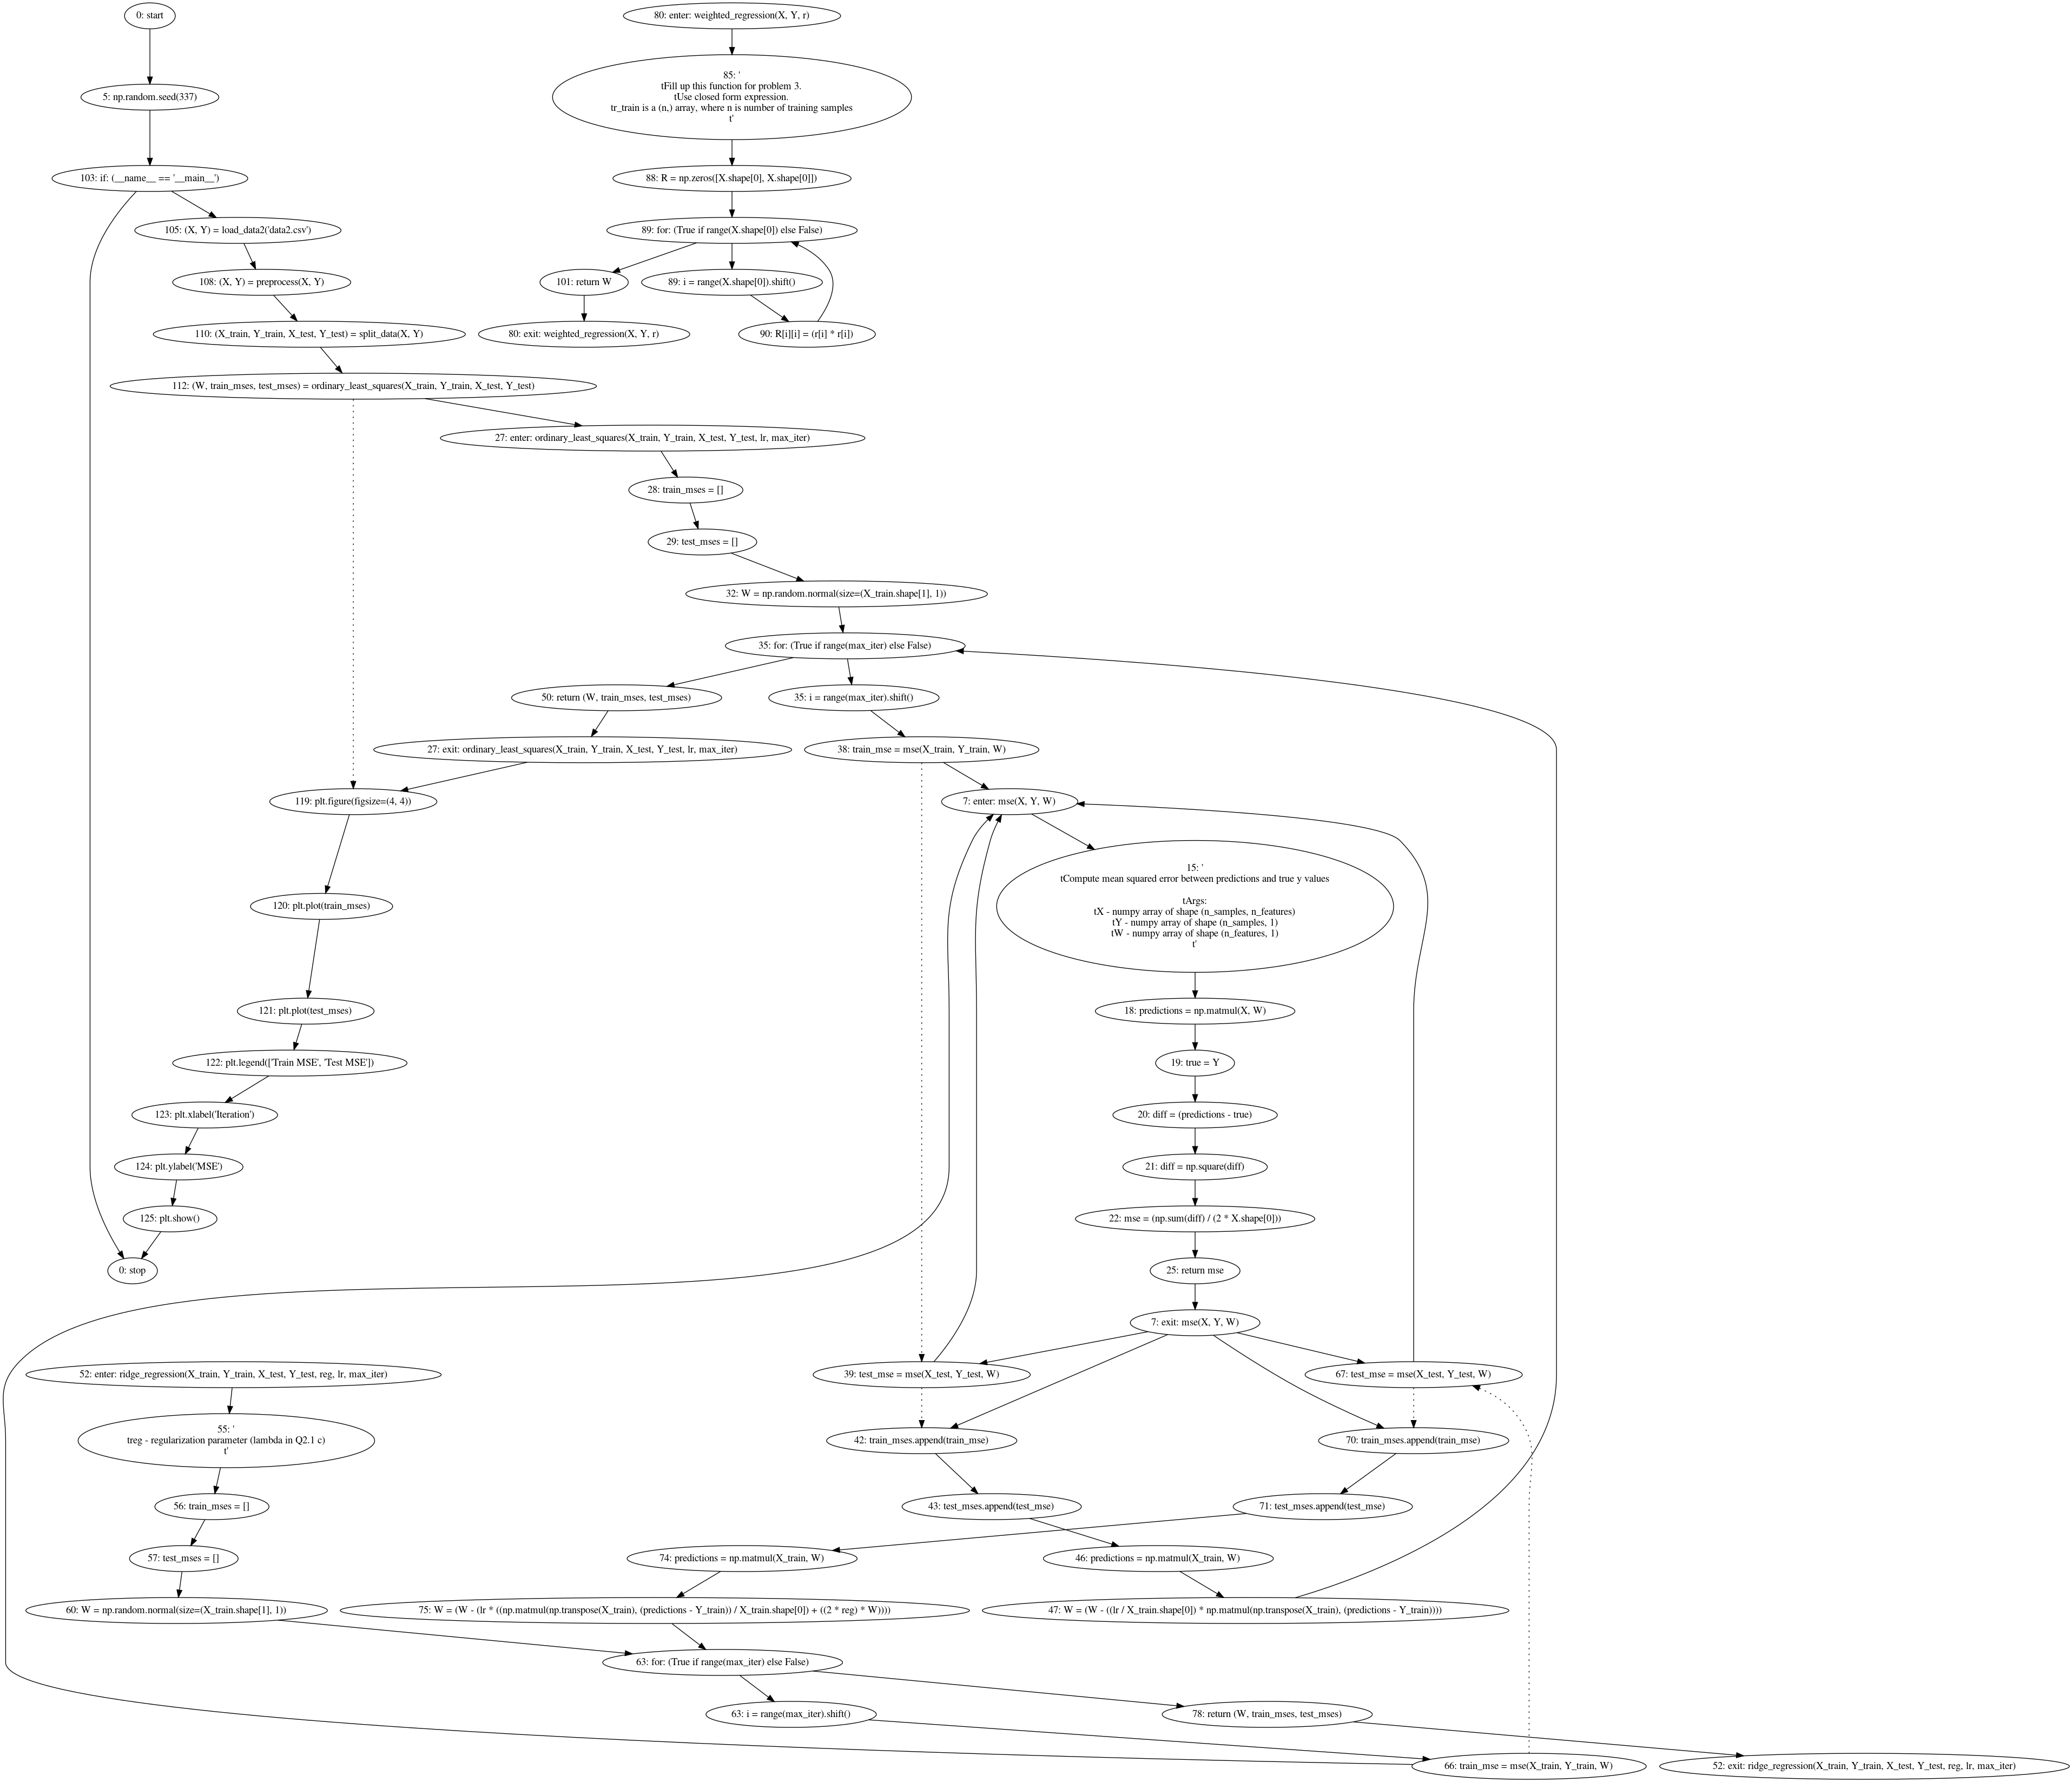 0: start
80: enter: weighted_regression(X, Y, r)
5: np.random.seed(337)
85: '
tFill up this function for problem 3.
tUse closed form expression.
tr_train is a (n,) array, where n is number of training samples
t'
103: if: (__name__ == '__main__')
88: R = np.zeros([X.shape[0], X.shape[0]])
105: (X, Y) = load_data2('data2.csv')
89: for: (True if range(X.shape[0]) else False)
108: (X, Y) = preprocess(X, Y)
101: return W
89: i = range(X.shape[0]).shift()
110: (X_train, Y_train, X_test, Y_test) = split_data(X, Y)
80: exit: weighted_regression(X, Y, r)
90: R[i][i] = (r[i] * r[i])
112: (W, train_mses, test_mses) = ordinary_least_squares(X_train, Y_train, X_test, Y_test)
27: enter: ordinary_least_squares(X_train, Y_train, X_test, Y_test, lr, max_iter)
28: train_mses = []
29: test_mses = []
32: W = np.random.normal(size=(X_train.shape[1], 1))
35: for: (True if range(max_iter) else False)
50: return (W, train_mses, test_mses)
35: i = range(max_iter).shift()
27: exit: ordinary_least_squares(X_train, Y_train, X_test, Y_test, lr, max_iter)
38: train_mse = mse(X_train, Y_train, W)
119: plt.figure(figsize=(4, 4))
7: enter: mse(X, Y, W)
120: plt.plot(train_mses)
15: '
tCompute mean squared error between predictions and true y values
tArgs:
tX - numpy array of shape (n_samples, n_features)
tY - numpy array of shape (n_samples, 1)
tW - numpy array of shape (n_features, 1)
t'
121: plt.plot(test_mses)
18: predictions = np.matmul(X, W)
122: plt.legend(['Train MSE', 'Test MSE'])
19: true = Y
123: plt.xlabel('Iteration')
20: diff = (predictions - true)
124: plt.ylabel('MSE')
21: diff = np.square(diff)
125: plt.show()
22: mse = (np.sum(diff) / (2 * X.shape[0]))
0: stop
25: return mse
7: exit: mse(X, Y, W)
52: enter: ridge_regression(X_train, Y_train, X_test, Y_test, reg, lr, max_iter)
39: test_mse = mse(X_test, Y_test, W)
67: test_mse = mse(X_test, Y_test, W)
55: '
treg - regularization parameter (lambda in Q2.1 c)
t'
42: train_mses.append(train_mse)
70: train_mses.append(train_mse)
56: train_mses = []
43: test_mses.append(test_mse)
71: test_mses.append(test_mse)
57: test_mses = []
74: predictions = np.matmul(X_train, W)
46: predictions = np.matmul(X_train, W)
60: W = np.random.normal(size=(X_train.shape[1], 1))
75: W = (W - (lr * ((np.matmul(np.transpose(X_train), (predictions - Y_train)) / X_train.shape[0]) + ((2 * reg) * W))))
47: W = (W - ((lr / X_train.shape[0]) * np.matmul(np.transpose(X_train), (predictions - Y_train))))
63: for: (True if range(max_iter) else False)
63: i = range(max_iter).shift()
78: return (W, train_mses, test_mses)
66: train_mse = mse(X_train, Y_train, W)
52: exit: ridge_regression(X_train, Y_train, X_test, Y_test, reg, lr, max_iter)